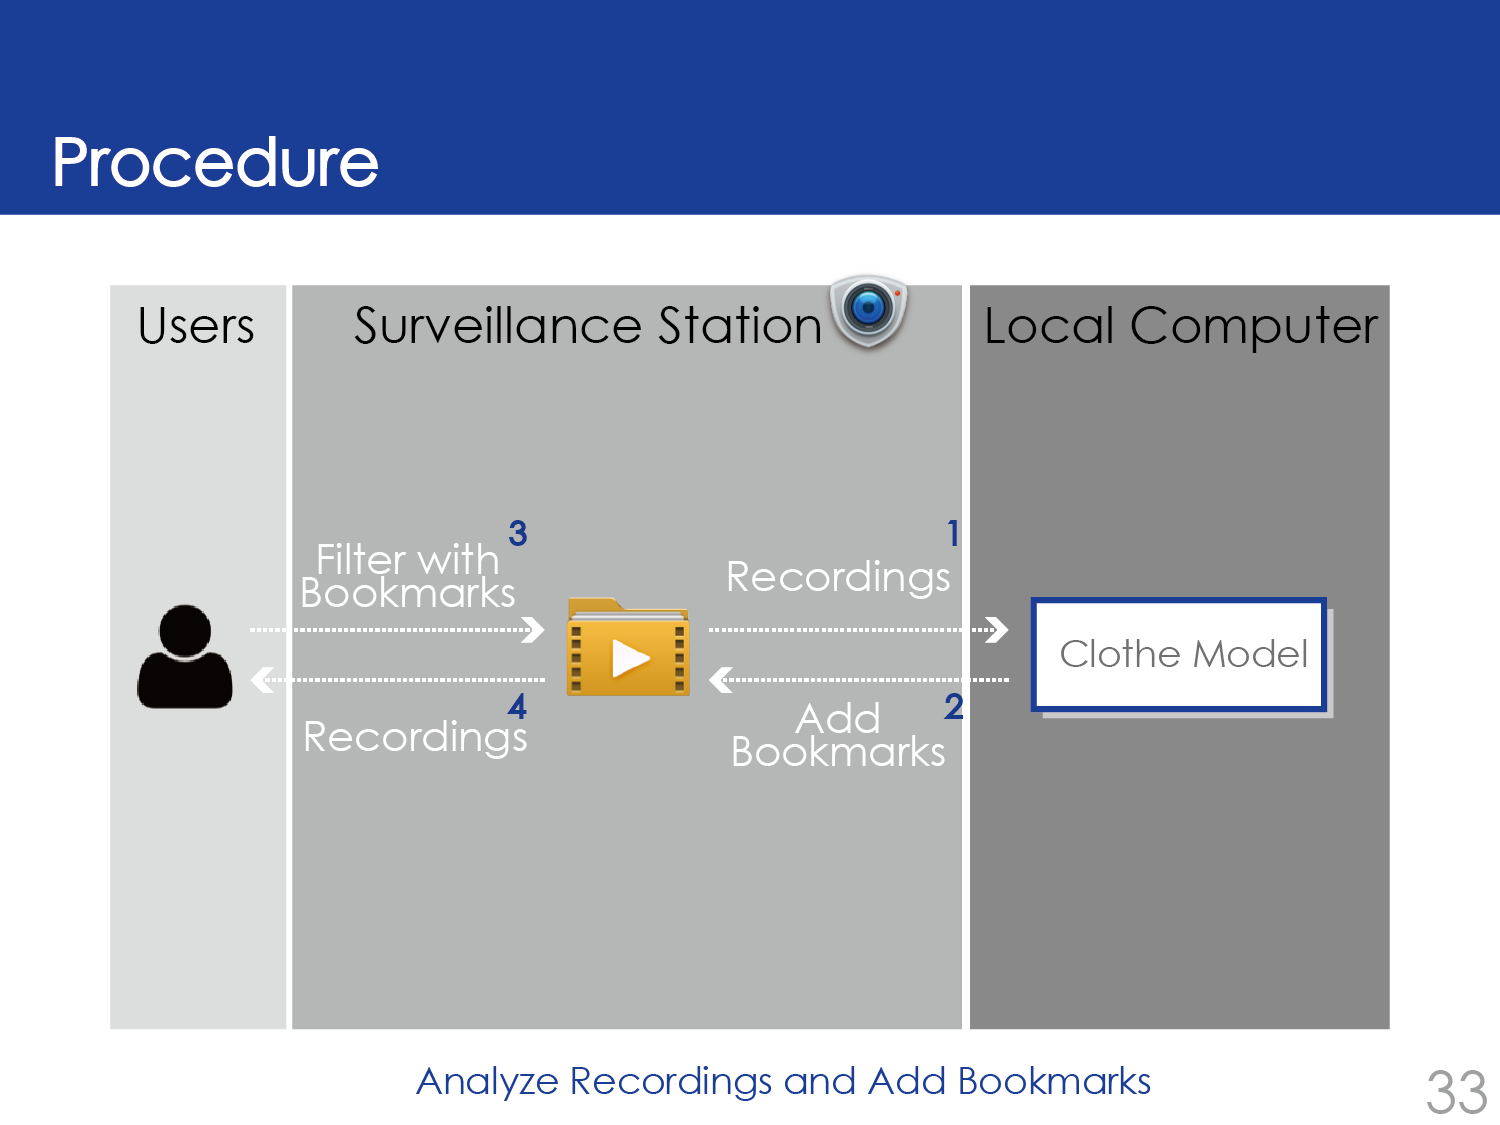 Procedure
Users
Surveillance Station
Local Computer
3
Filter with
Bookmarks
1
Recordings
Clothe Model
4
Recordings
2
Add
Bookmarks
Analyze Recordings and Add Bookmarks
33